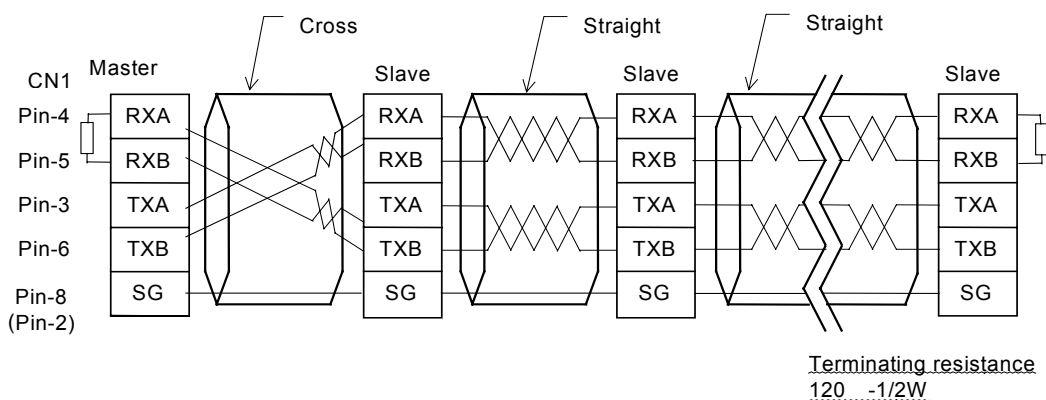 Cross
Straight
Straight
CN1
Master
Slave
Slave
Slave
Pin-4
RXA
RXA
RXA
RXA
Pin-5
RXB
RXB
RXB
RXB
Pin-3
TXA
TXA
TXA
TXA
Pin-6
TXB
TXB
TXB
TXB
Pin-8
(Pin-2)
SG
SG
SG
SG
Terminating resistance
120 -1/2W